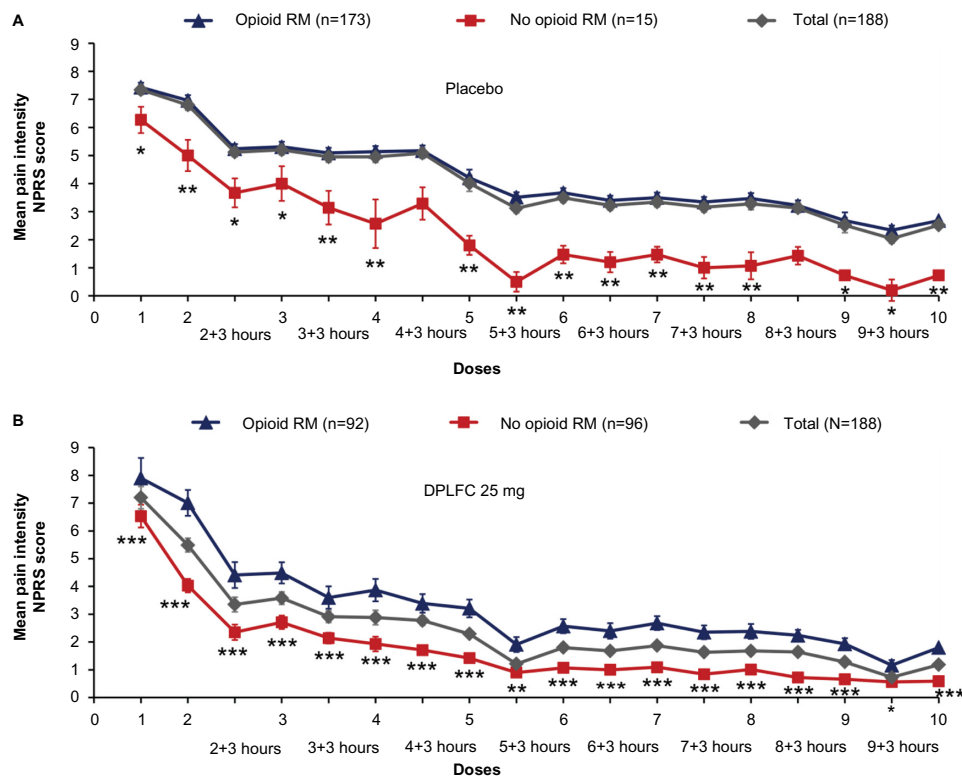 A
Opioid RM (n=173) No opioid RM (n=15) Total (n=188)
Mean pain intensity
NPRS score
9
8
7
6
5
4
3
2
1
0
Placebo
* ** * * ** ** ** ** ** ** ** ** ** * * **
0 1 2 3 4 5 6 7 8 9 10
2+3 hours 3+3 hours 4+3 hours 5+3 hours 6+3 hours 7+3 hours 8+3 hours 9+3 hours
Doses
B
Opioid RM (n=92) No opioid RM (n=96) Total (N=188)
Mean pain intensity
NPRS score
9
8
7
6
5
4
3
2
1
0
DPLFC 25 mg
*** *** *** *** *** *** *** *** ** *** *** *** *** *** *** *** * ***
0 1 2 3 4 5 6 7 8 9 10
2+3 hours 3+3 hours 4+3 hours 5+3 hours 6+3 hours 7+3 hours 8+3 hours 9+3 hours
Doses